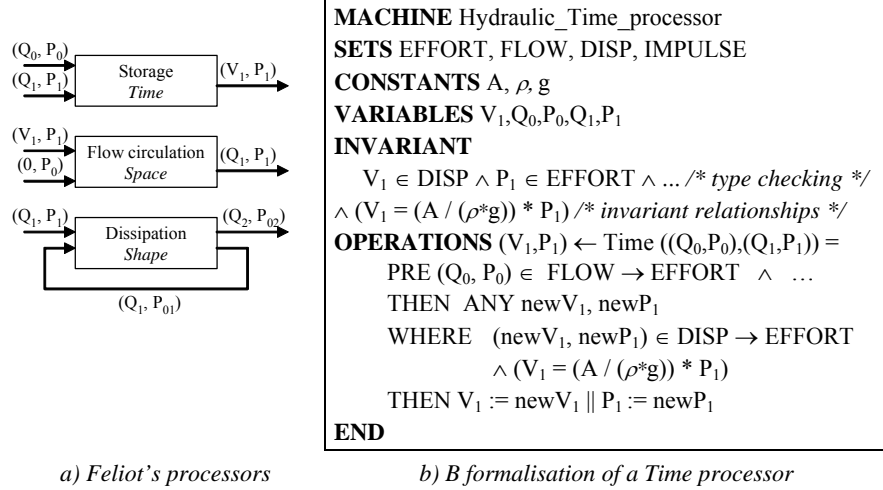 (Q0, P0)
(Q1, P1)
Storage
Time
(V1, P1)
(V1, P1)
(0, P0)
Flow circulation
Space
(Q1, P1)
(Q1, P1)
Dissipation
Shape
(Q2, P02)
(Q1, P01)
a) Feliot's processors
MACHINE Hydraulic_Time_processor
SETS EFFORT, FLOW, DISP, IMPULSE
CONSTANTS A, ρ, g
VARIABLES V1,Q0,P0,Q1,P1
INVARIANT
V1 ∈ DISP ∧ P1 ∈ EFFORT ∧ ... /* type checking */
∧ (V1 = (A / (ρ*g)) * P1) /* invariant relationships */
OPERATIONS (V1,P1) ← Time ((Q0,P0),(Q1,P1)) =
PRE (Q0, P0) ∈ FLOW → EFFORT ∧ …
THEN ANY newV1, newP1
WHERE (newV1, newP1) ∈ DISP → EFFORT
∧ (V1 = (A / (ρ*g)) * P1)
THEN V1 := newV1 || P1 := newP1
END
b) B formalisation of a Time processor